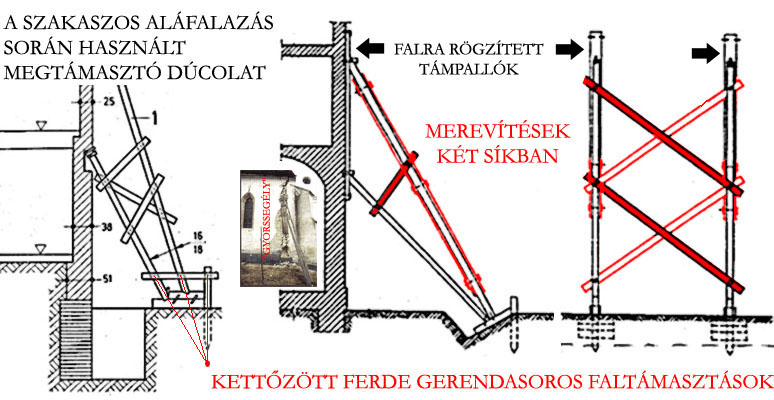 A SZAKASZOS ALÁFALAZÁS
SORÁN HASZNÁLT
MEGTÁMASZTÓ DÚCOLAT
FALRA RÖGZÍTETT
TÁMPALLÓK
MEREVÍTÉSEK
KÉT SÍKBAN
25
1
38
16
18
51
"GYORSSEGÉLY"
KETTŐZÖTT FERDE GERENDASOROS FALTÁMASZTÁSOK